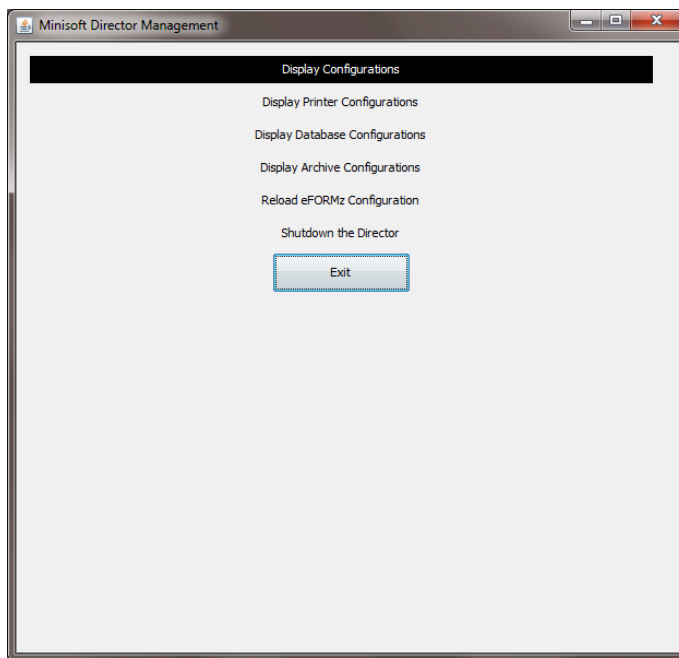 Minisoft Director Management
Display Configurations
Display Printer Configurations
Display Database Configurations
Display Archive Configurations
Reload eFORMz Configuration
Shutdown the Director
Exit